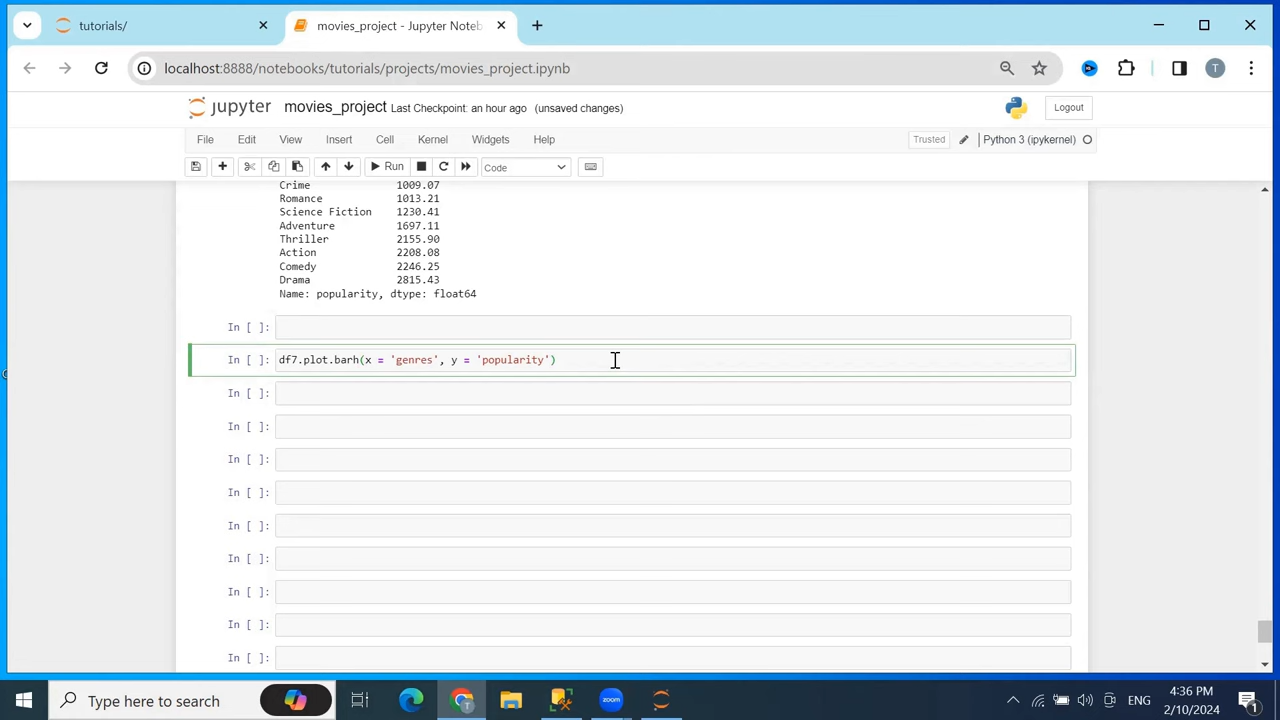 tutorials/
movies_project - Jupyter Noteb
localhost:8888/notebooks/tutorials/projects/movies_project.ipynb
T
jupyter movies_project Last Checkpoint: an hour ago (unsaved changes)
Logout
File Edit View Insert Cell Kernel Widgets Help
Trusted Python 3 (ipykernel)
Run Code
Crime 1009.07
Romance 1013.21
Science Fiction 1230.41
Adventure 1697.11
Thriller 2155.90
Action 2208.08
Comedy 2246.25
Drama 2815.43
Name: popularity, dtype: float64
In [ ]:
In [ ]: df7.plot.barh(x = 'genres', y = 'popularity')
In [ ]:
In [ ]:
In [ ]:
In [ ]:
In [ ]:
In [ ]:
In [ ]:
In [ ]:
In [ ]:
Type here to search
T
zoom
ENG
4:36 PM
2/10/2024
1